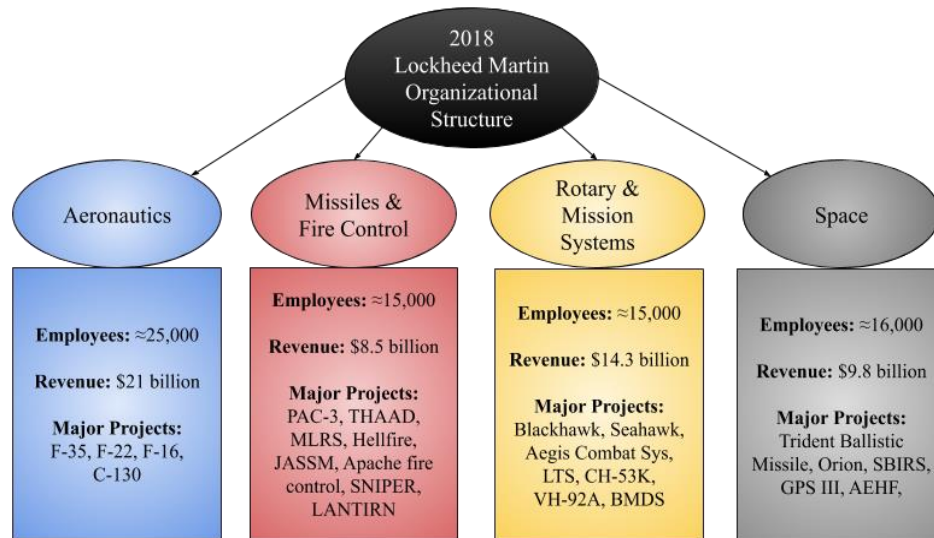 2018
Lockheed Martin
Organizational
Structure
Aeronautics
Missiles &
Fire Control
Rotary &
Mission
Systems
Space
Employees: ≈25,000
Revenue: $21 billion
Major Projects:
F-35, F-22, F-16,
C-130
Employees: ≈15,000
Revenue: $8.5 billion
Major Projects:
PAC-3, THAAD,
MLRS, Hellfire,
JASSM, Apache fire
control, SNIPER,
LANTIRN
Employees: ≈15,000
Revenue: $14.3 billion
Major Projects:
Blackhawk, Seahawk,
Aegis Combat Sys,
LTS, CH-53K,
VH-92A, BMDS
Employees: ≈16,000
Revenue: $9.8 billion
Major Projects:
Trident Ballistic
Missile, Orion, SBIRS,
GPS III, AEHF,